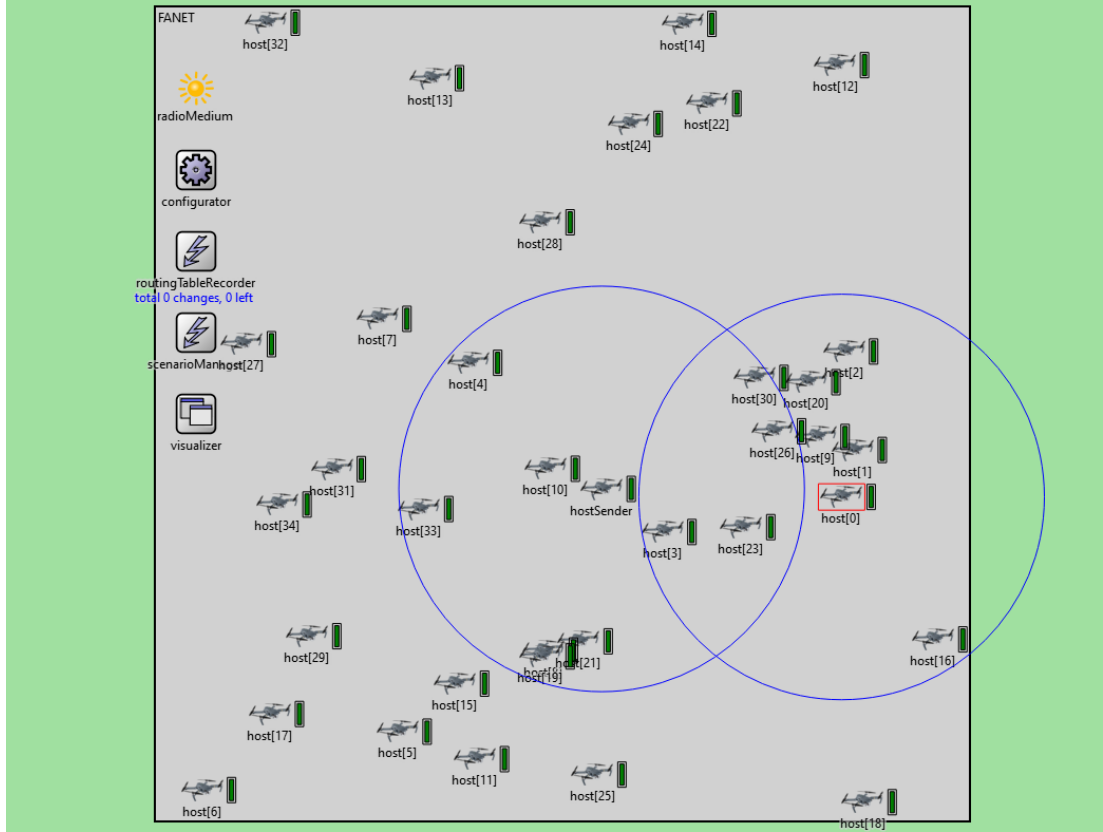 FANET
host[32]
host[14]
host[12]
host[13]
radioMedium
host[22]
host[24]
configurator
host[28]
routingTableRecorder
total 0 changes, 0 left
host[7]
host[27]
host[2]
host[4]
host[30]
host[20]
visualizer
host[26]
host[9]
host[1]
host[31]
host[10]
hostSender
host[0]
host[34]
host[33]
host[3]
host[23]
host[29]
host[21]
host[16]
host[19]
host[15]
host[17]
host[5]
host[11]
host[25]
host[6]
host[18]